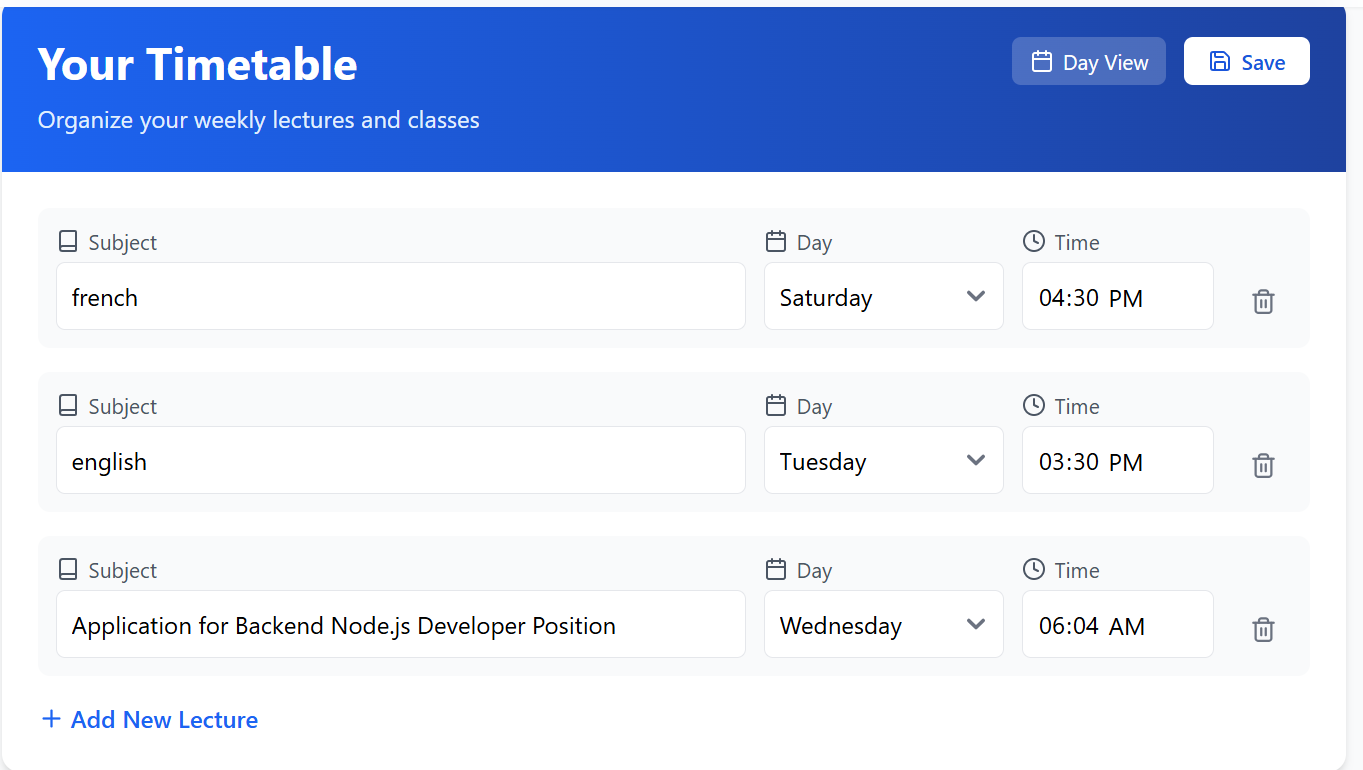 Your Timetable
Day View
Save
Organize your weekly lectures and classes
Subject
Day
Time
french
Saturday
04:30 PM
Subject
Day
Time
english
Tuesday
03:30 PM
Subject
Day
Time
Application for Backend Node.js Developer Position
Wednesday
06:04 AM
+ Add New Lecture